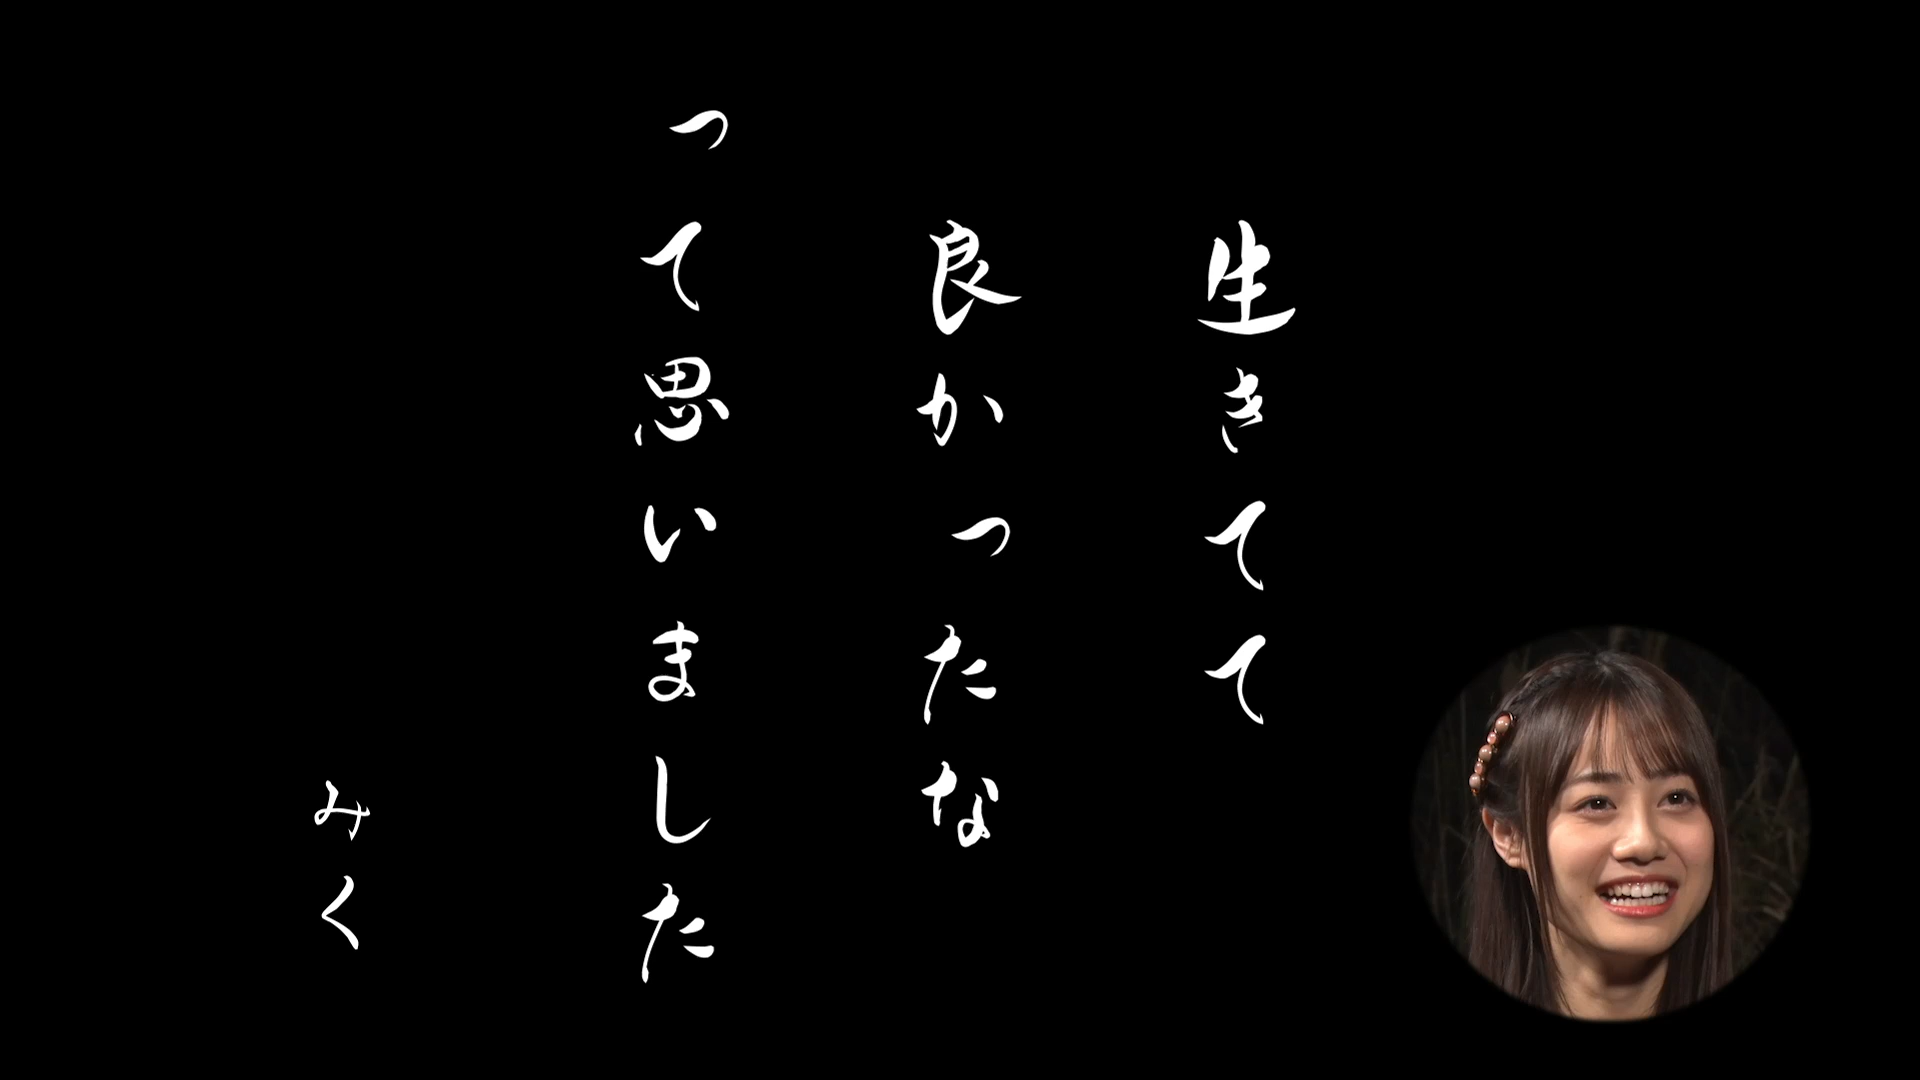 生きてて
良かったな
って思いました
みく